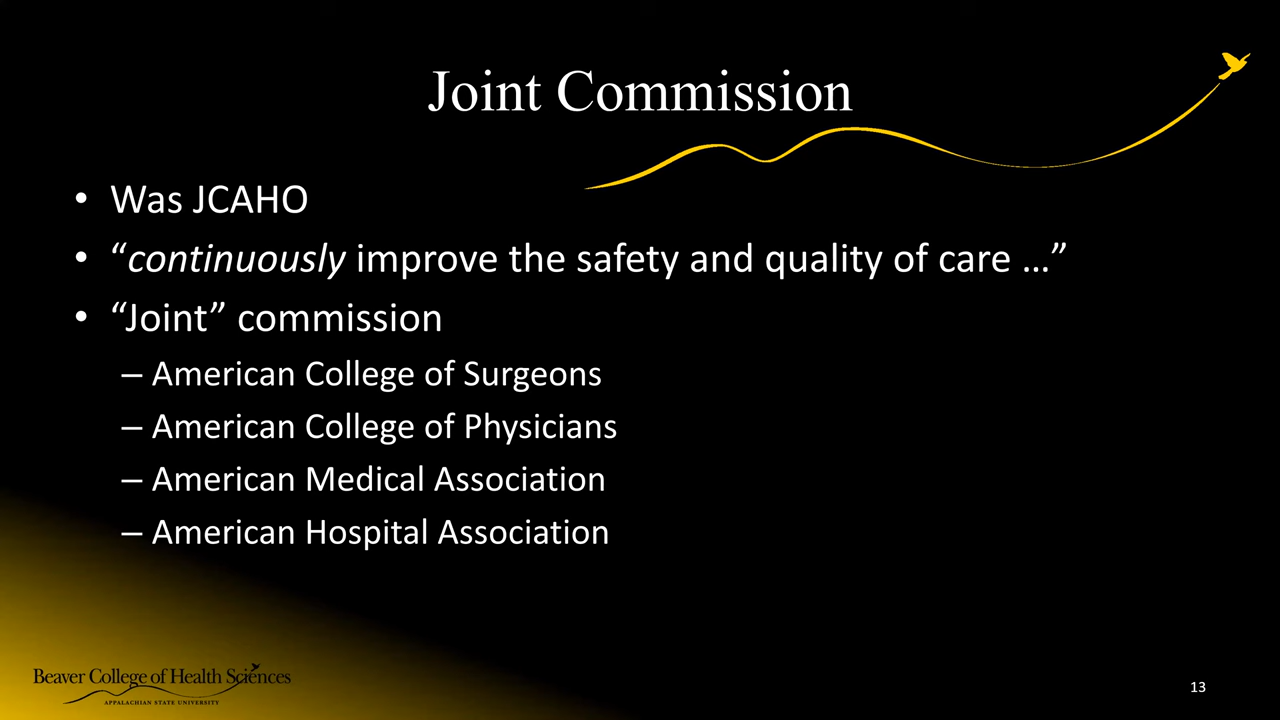 Joint Commission
• Was JCAHO
• “continuously improve the safety and quality of care …”
• “Joint” commission
– American College of Surgeons
– American College of Physicians
– American Medical Association
– American Hospital Association
Beaver College of Health Sciences
APPALACHIAN STATE UNIVERSITY
13